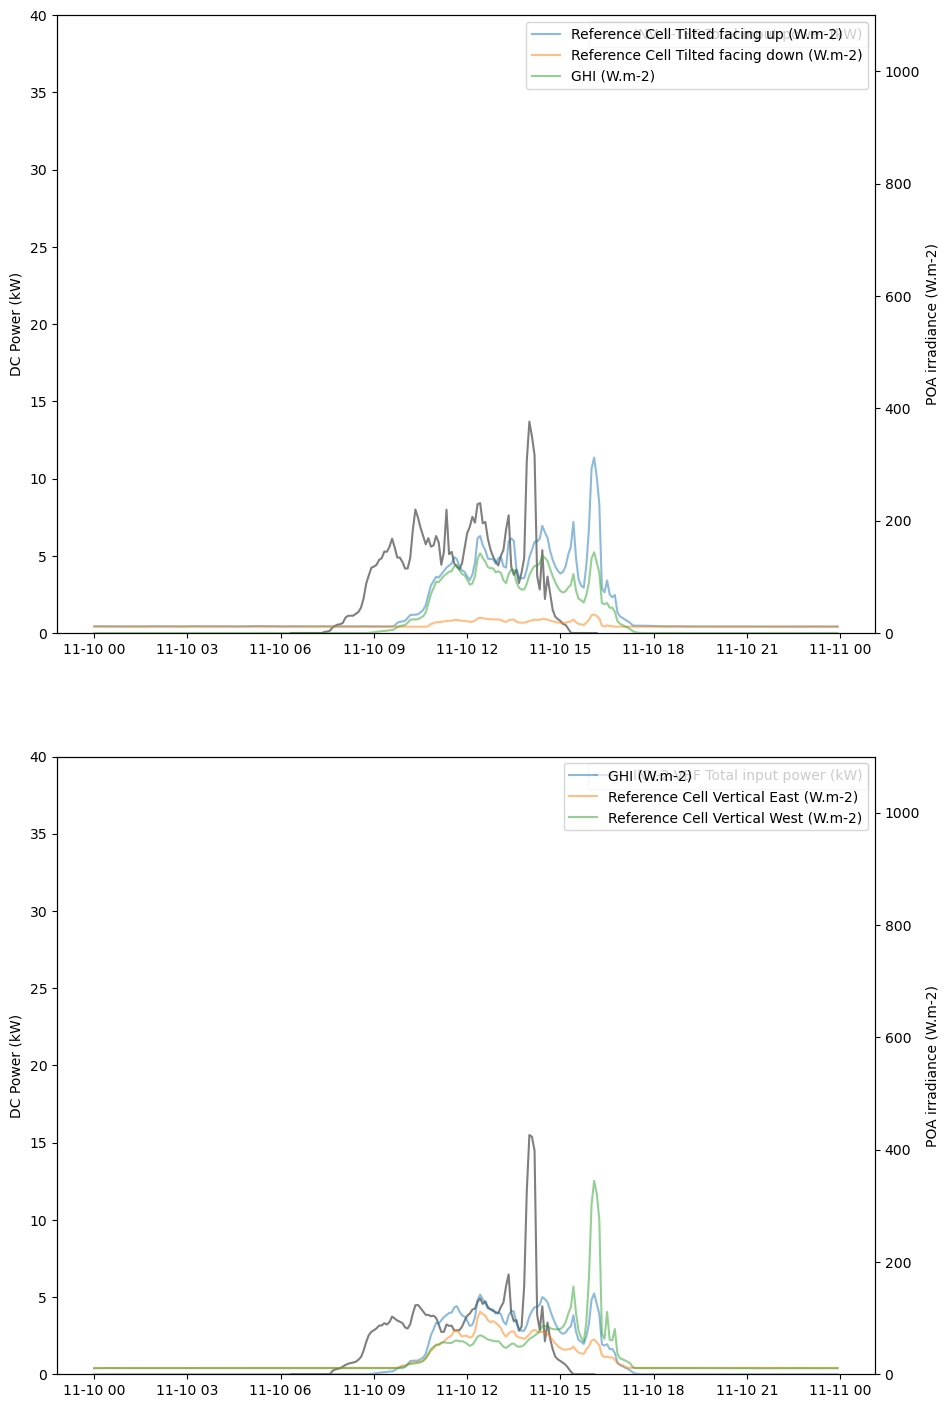 40
35
30
25
20
15
10
5
0
DC Power (kW)
Reference Cell Tilted facing up (W.m-2)
Reference Cell Tilted facing down (W.m-2)
GHI (W.m-2)
1000
800
600
400
200
0
POA irradiance (W.m-2)
11-10 00 11-10 03 11-10 06 11-10 09 11-10 12 11-10 15 11-10 18 11-10 21 11-11 00
40
35
30
25
20
15
10
5
0
DC Power (kW)
GHI (W.m-2)
Total input power (kW)
Reference Cell Vertical East (W.m-2)
Reference Cell Vertical West (W.m-2)
1000
800
600
400
200
0
POA irradiance (W.m-2)
11-10 00 11-10 03 11-10 06 11-10 09 11-10 12 11-10 15 11-10 18 11-10 21 11-11 00